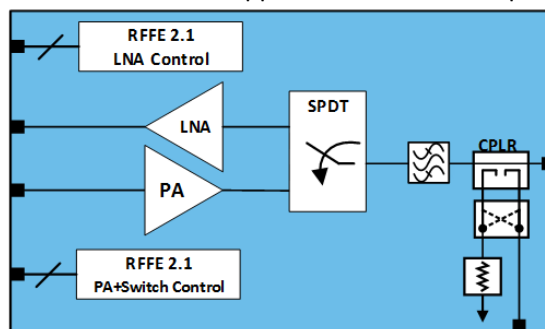 RFFE 2.1
LNA Control
SPDT
LNA
CPLR
PA
RFFE 2.1
PA+Switch Control